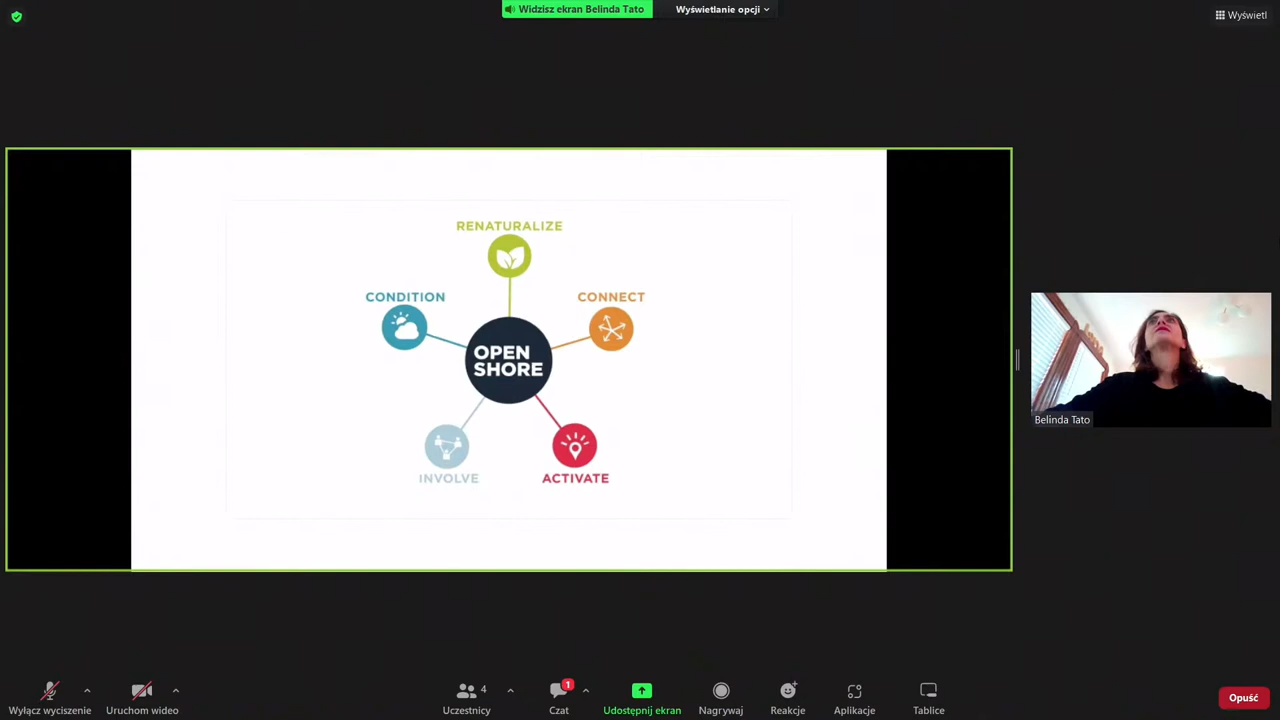 Widzisz ekran Belinda Tato
Wyświetlanie opcji
Wyświetl
RENATURALIZE
CONDITION
CONNECT
OPEN
SHORE
INVOLVE
ACTIVATE
Belinda Tato
Wyłącz wyciszenie
Uruchom wideo
4
Uczestnicy
1
Czat
Udostępnij ekran
Nagrywaj
Reakcje
Aplikacje
Tablice
Opuść